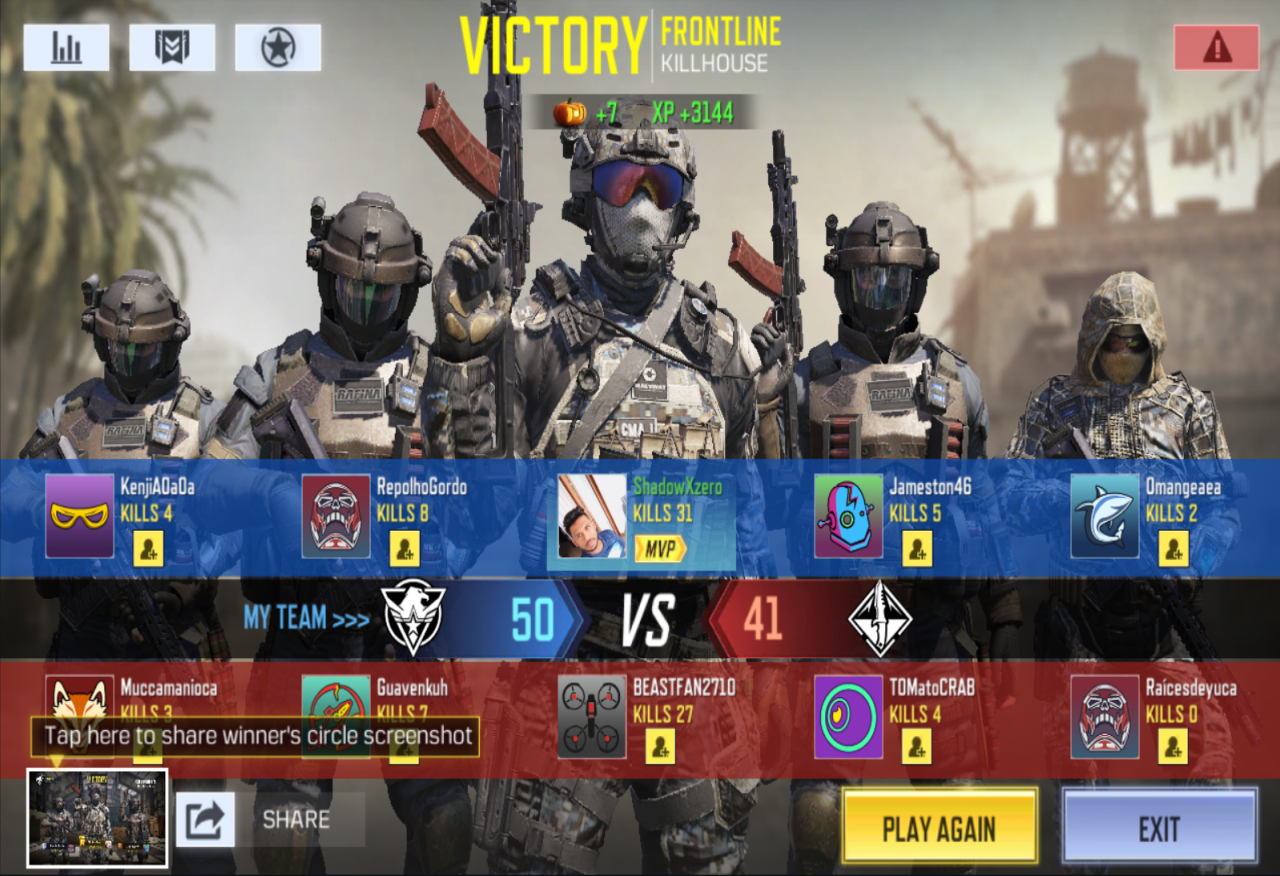 VICTORY
FRONTLINE
KILLHOUSE
+7 XP +3144
KenjiA0a0a
KILLS 4
RepolhoGordo
KILLS 8
ShadowXzero
KILLS 31
MVP
Jameston46
KILLS 5
Omangeaea
KILLS 2
MY TEAM >>>
50 VS 41
Muccamanioca
KILLS 3
Guavenkuh
KILLS 7
BEASTFAN2710
KILLS 27
TOMatoCRAB
KILLS 4
Raícesdeyuca
KILLS 0
Tap here to share winner's circle screenshot
SHARE
PLAY AGAIN
EXIT